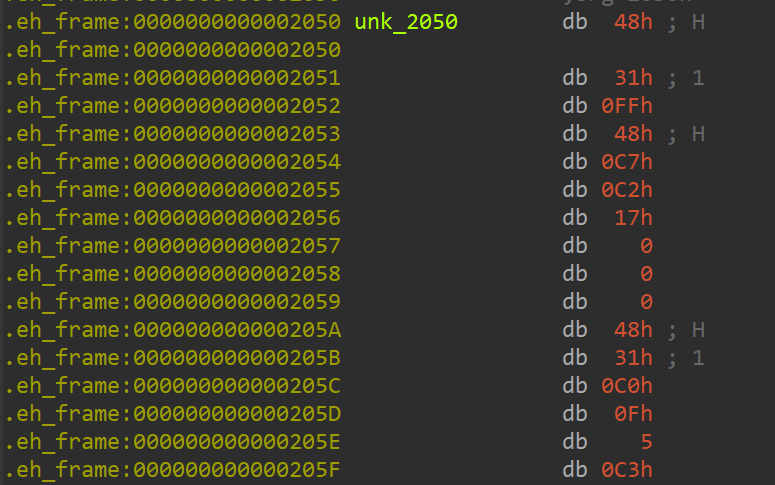 .eh_frame:0000000000002050 unk_2050 db 48h ; H
.eh_frame:0000000000002050
.eh_frame:0000000000002051 db 31h ; 1
.eh_frame:0000000000002052 db 0FFh
.eh_frame:0000000000002053 db 48h ; H
.eh_frame:0000000000002054 db 0C7h
.eh_frame:0000000000002055 db 0C2h
.eh_frame:0000000000002056 db 17h
.eh_frame:0000000000002057 db 0
.eh_frame:0000000000002058 db 0
.eh_frame:0000000000002059 db 0
.eh_frame:000000000000205A db 48h ; H
.eh_frame:000000000000205B db 31h ; 1
.eh_frame:000000000000205C db 0C0h
.eh_frame:000000000000205D db 0Fh
.eh_frame:000000000000205E db 5
.eh_frame:000000000000205F db 0C3h